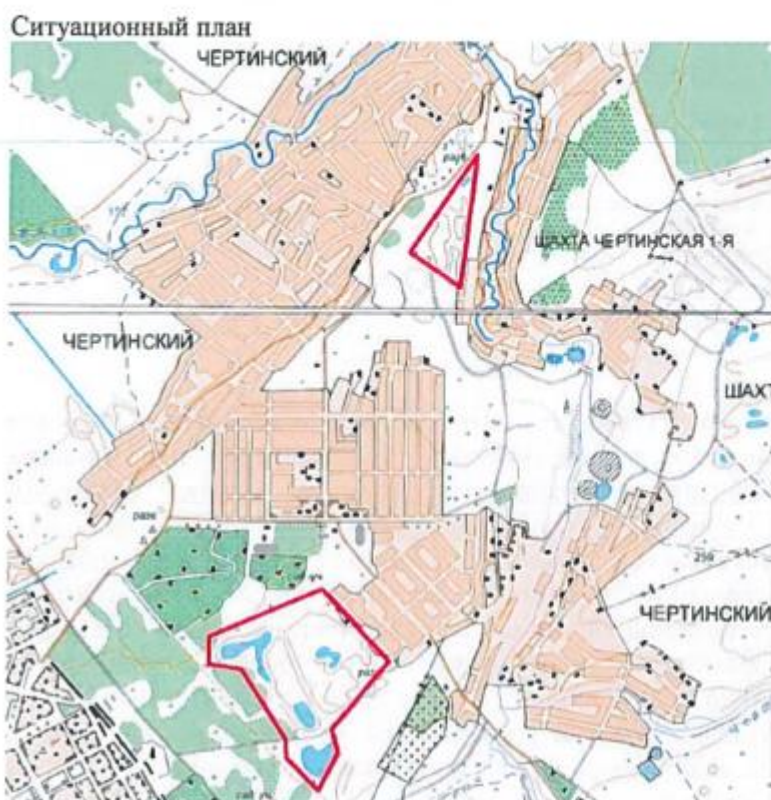 Ситуационный план
ЧЕРТИНСКИЙ
ШАХТА ЧЕРТИНСКАЯ 1-Я
ЧЕРТИНСКИЙ
ШАХТ
ЧЕРТИНСКИЙ